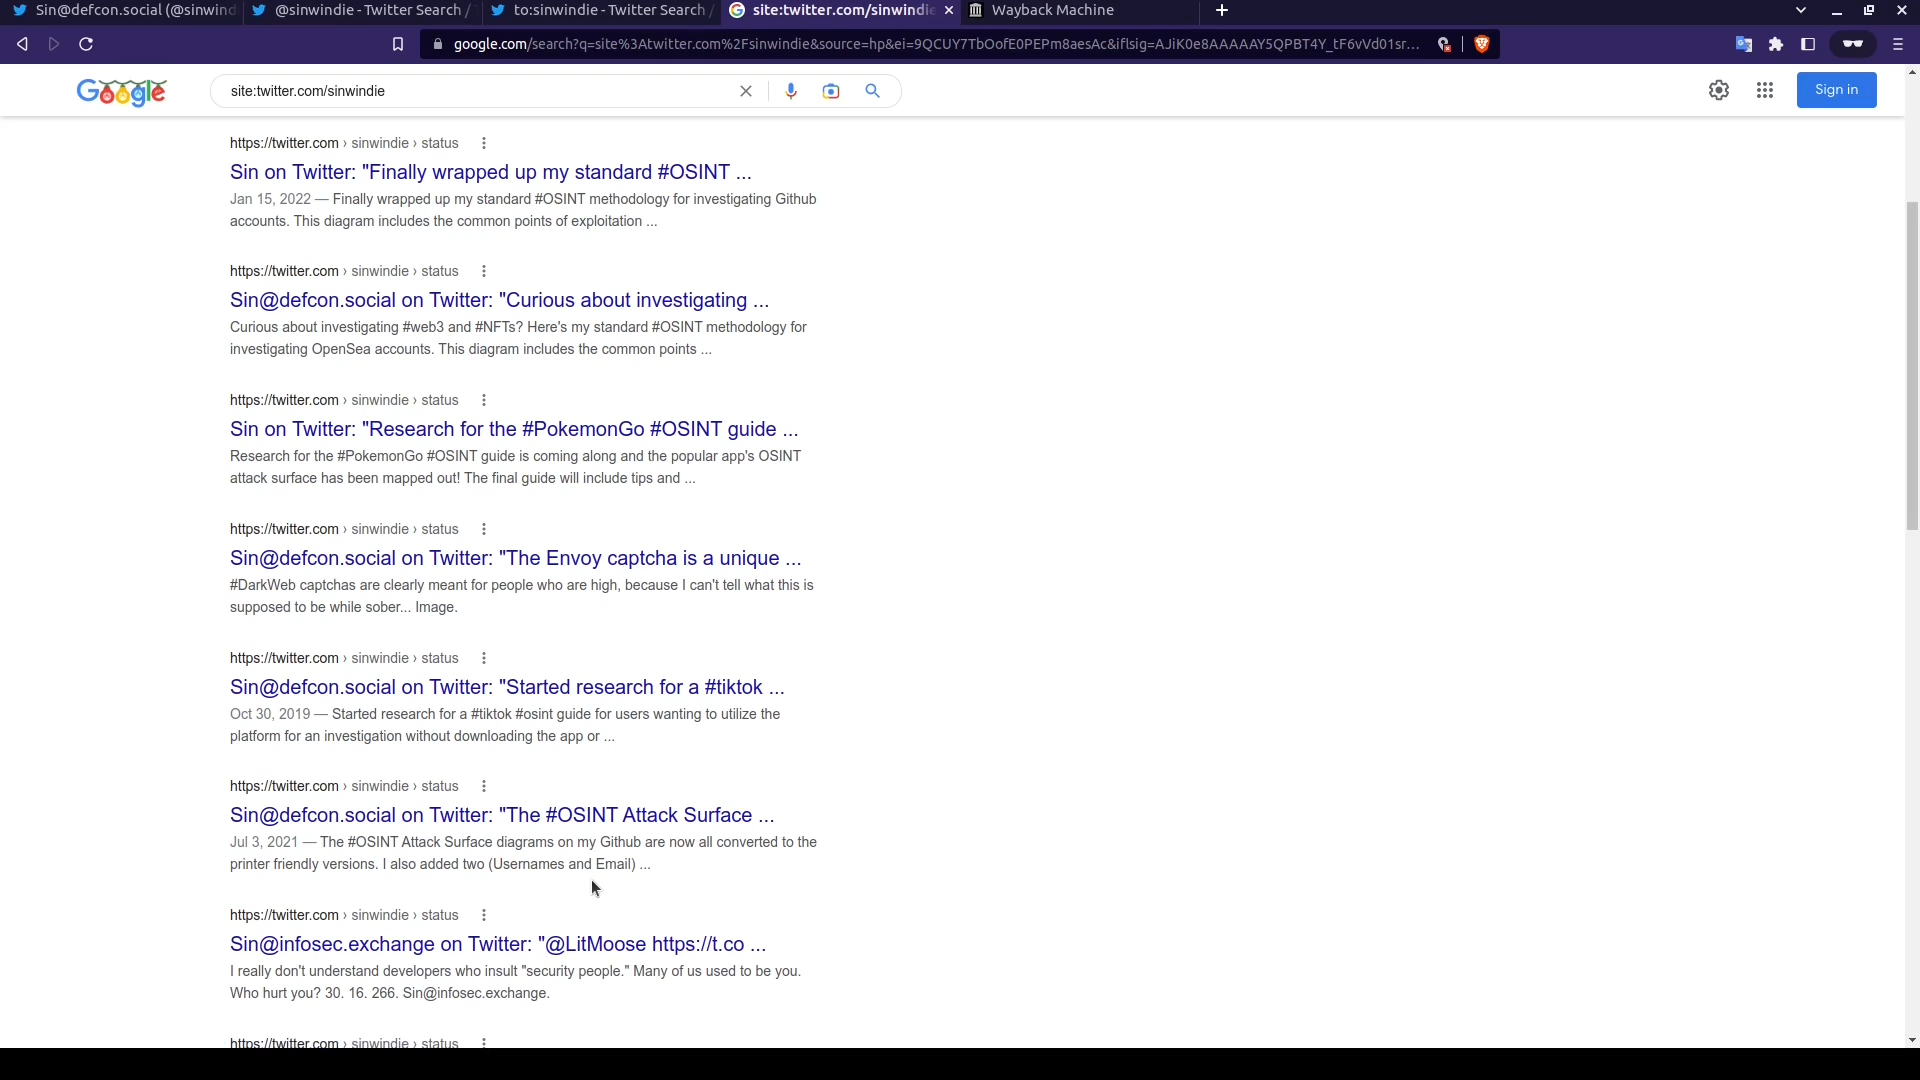 Sin@defcon.social (@sinwind
@sinwindie - Twitter Search /
to:sinwindie - Twitter Search /
site:twitter.com/sinwindie
Wayback Machine
google.com/search?q=site%3Atwitter.com%2Fsinwindie&source=hp&ei=9QCUY7TbOofE0PEPm8aesAc&iflsig=AJiK0e8AAAAAY5QPBT4Y_tF6vVd01sr...
Google
site:twitter.com/sinwindie
Sign in
https://twitter.com › sinwindie › status
Sin on Twitter: "Finally wrapped up my standard #OSINT ...
Jan 15, 2022 — Finally wrapped up my standard #OSINT methodology for investigating Github
accounts. This diagram includes the common points of exploitation ...
https://twitter.com › sinwindie › status
Sin@defcon.social on Twitter: "Curious about investigating ...
Curious about investigating #web3 and #NFTs? Here's my standard #OSINT methodology for
investigating OpenSea accounts. This diagram includes the common points ...
https://twitter.com › sinwindie › status
Sin on Twitter: "Research for the #PokemonGo #OSINT guide ...
Research for the #PokemonGo #OSINT guide is coming along and the popular app's OSINT
attack surface has been mapped out! The final guide will include tips and ...
https://twitter.com › sinwindie › status
Sin@defcon.social on Twitter: "The Envoy captcha is a unique ...
#DarkWeb captchas are clearly meant for people who are high, because I can't tell what this is
supposed to be while sober... Image.
https://twitter.com › sinwindie › status
Sin@defcon.social on Twitter: "Started research for a #tiktok ...
Oct 30, 2019 — Started research for a #tiktok #osint guide for users wanting to utilize the
platform for an investigation without downloading the app or ...
https://twitter.com › sinwindie › status
Sin@defcon.social on Twitter: "The #OSINT Attack Surface ...
Jul 3, 2021 — The #OSINT Attack Surface diagrams on my Github are now all converted to the
printer friendly versions. I also added two (Usernames and Email) ...
https://twitter.com › sinwindie › status
Sin@infosec.exchange on Twitter: "@LitMoose https://t.co ...
I really don't understand developers who insult "security people." Many of us used to be you.
Who hurt you? 30. 16. 266. Sin@infosec.exchange.
https://twitter.com › sinwindie › status